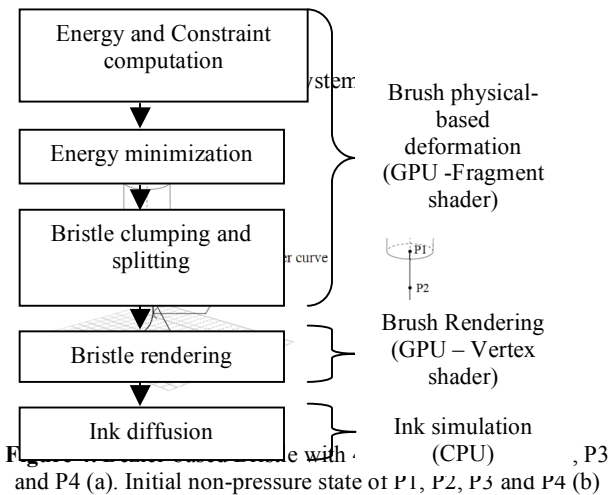 Energy and Constraint
computation
ystem
Energy minimization
Bristle clumping and
splitting
er curve
Bristle rendering
Ink diffusion
Brush physical-
based
deformation
(GPU -Fragment
shader)
P1
P2
Brush Rendering
(GPU – Vertex
shader)
Ink simulation
(CPU)
with
, P3
and P4 (a). Initial non-pressure state of P1, P2, P3 and P4 (b)